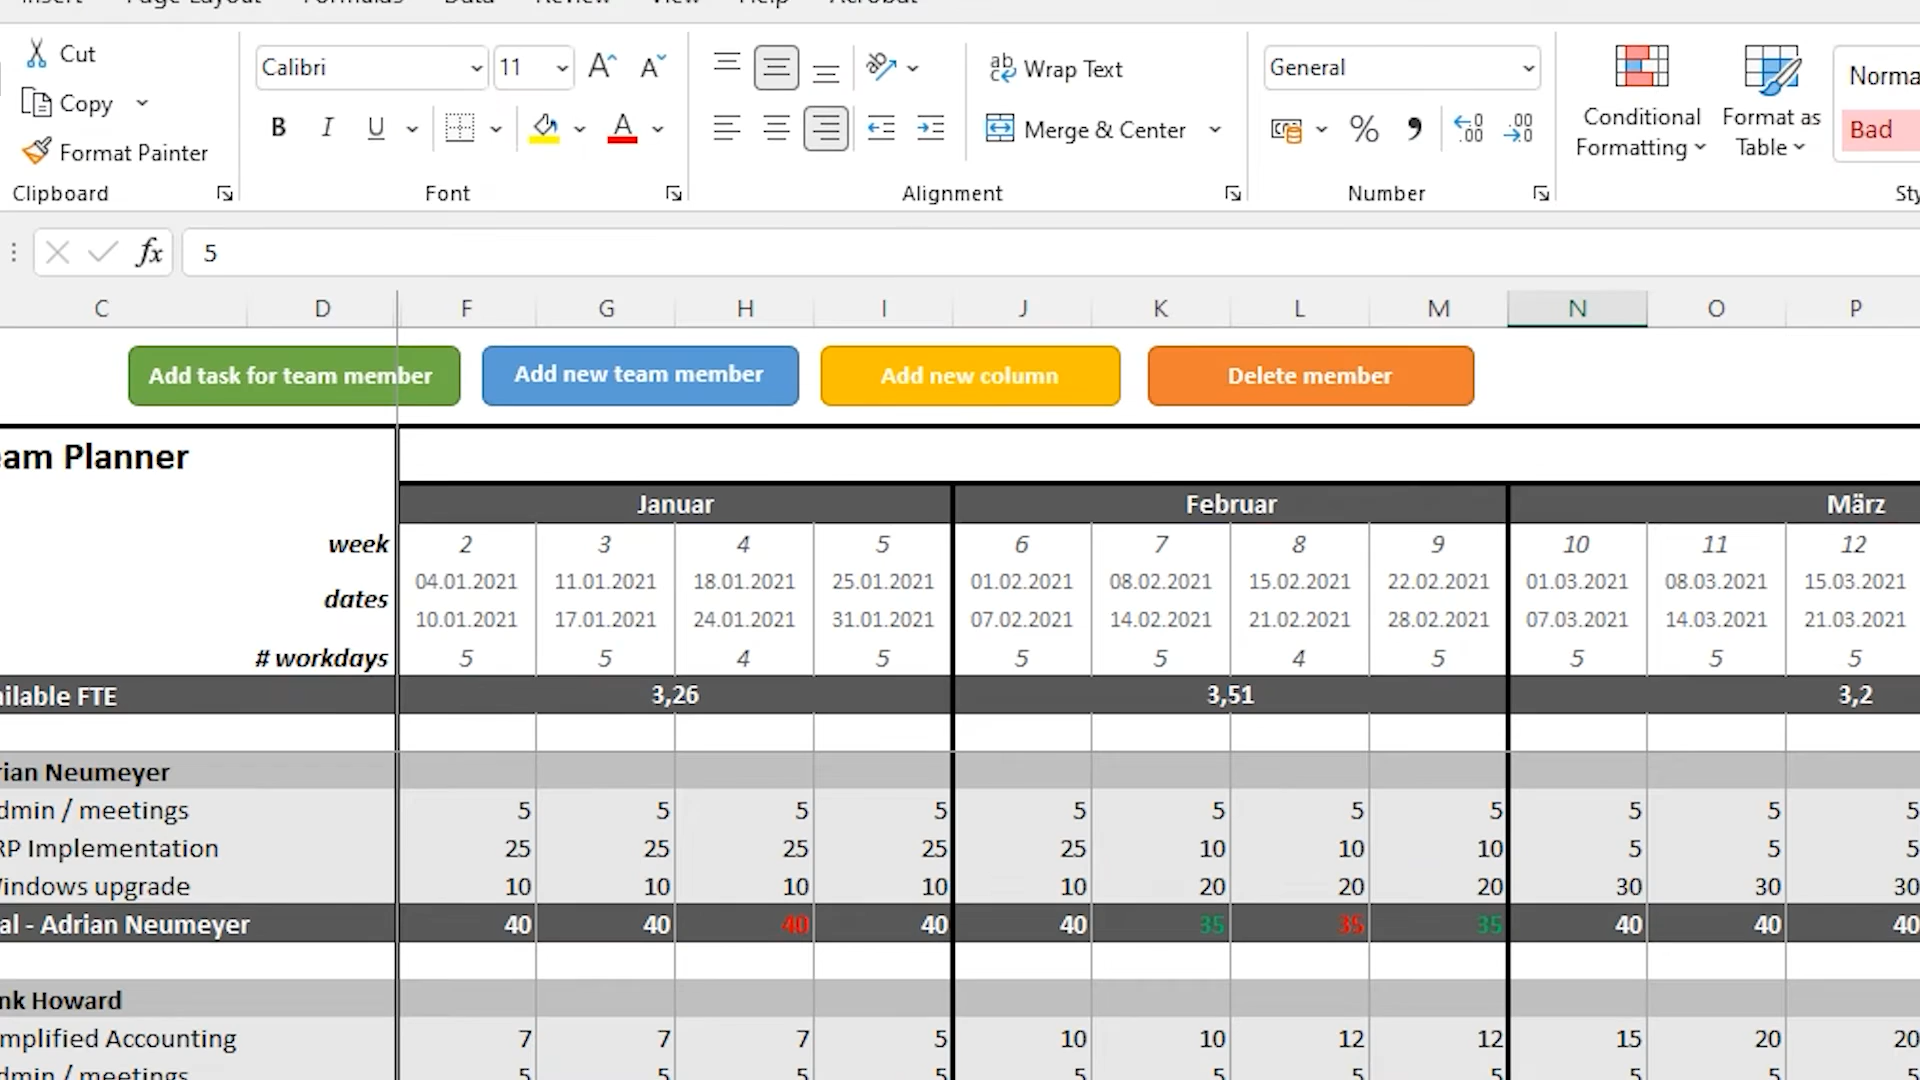 Insert Page Layout Formulas Data Review View Help Acrobat
Cut
Copy
Format Painter
Clipboard
Calibri 11
B I U
Font
Wrap Text
Merge & Center
Alignment
General
Number
Conditional
Formatting
Format as
Table
Norma
Bad
Sty
fx 5
C D F G H I J K L M N O P
Add task for team member Add new team member Add new column Delete member
eam Planner
Januar Februar März
week 2 3 4 5 6 7 8 9 10 11 12
dates
04.01.2021 11.01.2021 18.01.2021 25.01.2021 01.02.2021 08.02.2021 15.02.2021 22.02.2021 01.03.2021 08.03.2021 15.03.2021
10.01.2021 17.01.2021 24.01.2021 31.01.2021 07.02.2021 14.02.2021 21.02.2021 28.02.2021 07.03.2021 14.03.2021 21.03.2021
# workdays 5 5 4 5 5 5 4 5 5 5 5
ailable FTE 3,26 3,51 3,2
rian Neumeyer
dmin / meetings 5 5 5 5 5 5 5 5 5 5 5
RP Implementation 25 25 25 25 25 10 10 10 5 5 5
Windows upgrade 10 10 10 10 10 20 20 20 30 30 30
al - Adrian Neumeyer 40 40 40 40 40 35 35 35 40 40 40
nk Howard
mplified Accounting 7 7 7 5 10 10 12 12 15 20 20
dmin / meetings 5 5 5 5 5 5 5 5 5 5 5